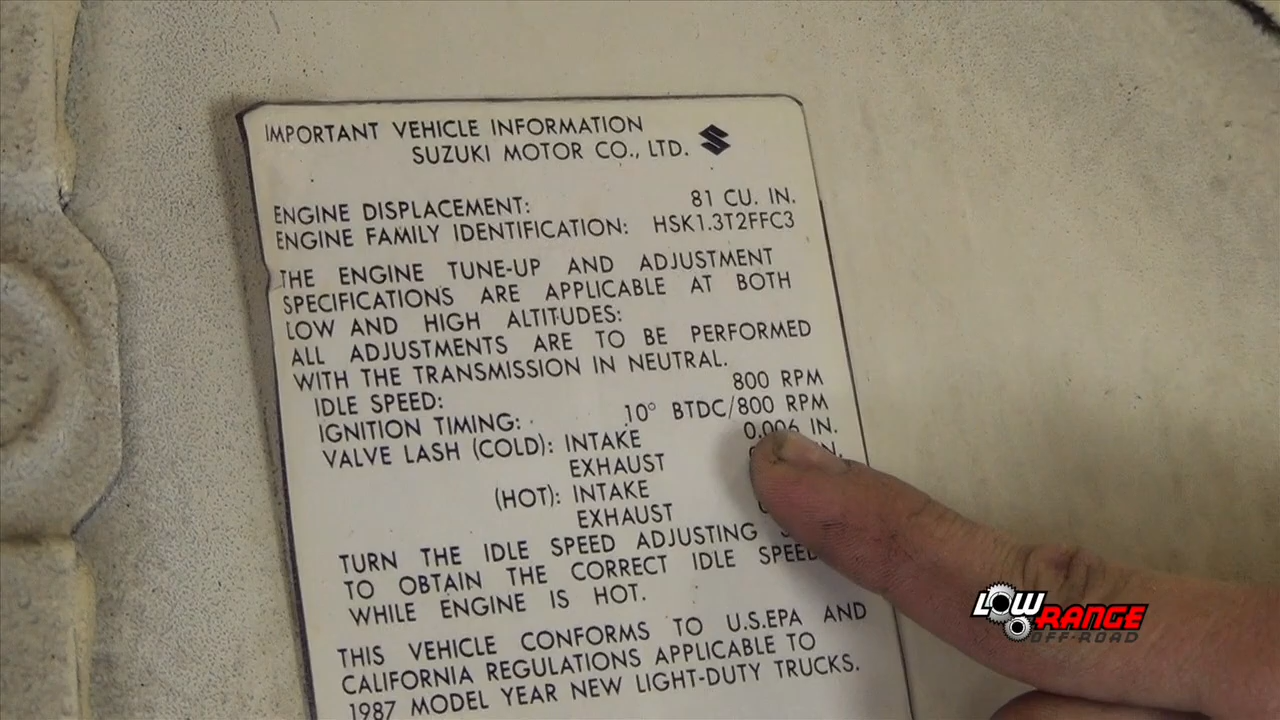 IMPORTANT VEHICLE INFORMATION
SUZUKI MOTOR CO., LTD.
ENGINE DISPLACEMENT: 81 CU. IN.
ENGINE FAMILY IDENTIFICATION: HSK1.3T2FFC3
THE ENGINE TUNE-UP AND ADJUSTMENT
SPECIFICATIONS ARE APPLICABLE AT BOTH
LOW AND HIGH ALTITUDES:
ALL ADJUSTMENTS ARE TO BE PERFORMED
WITH THE TRANSMISSION IN NEUTRAL.
IDLE SPEED: 800 RPM
IGNITION TIMING: 10° BTDC/800 RPM
VALVE LASH (COLD): INTAKE 0.006 IN.
EXHAUST IN.
(HOT): INTAKE
EXHAUST
TURN THE IDLE SPEED ADJUSTING
TO OBTAIN THE CORRECT IDLE SPEED
WHILE ENGINE IS HOT.
THIS VEHICLE CONFORMS TO U.S.EPA AND
CALIFORNIA REGULATIONS APPLICABLE TO
1987 MODEL YEAR NEW LIGHT-DUTY TRUCKS.
LOW RANGE
OFF-ROAD